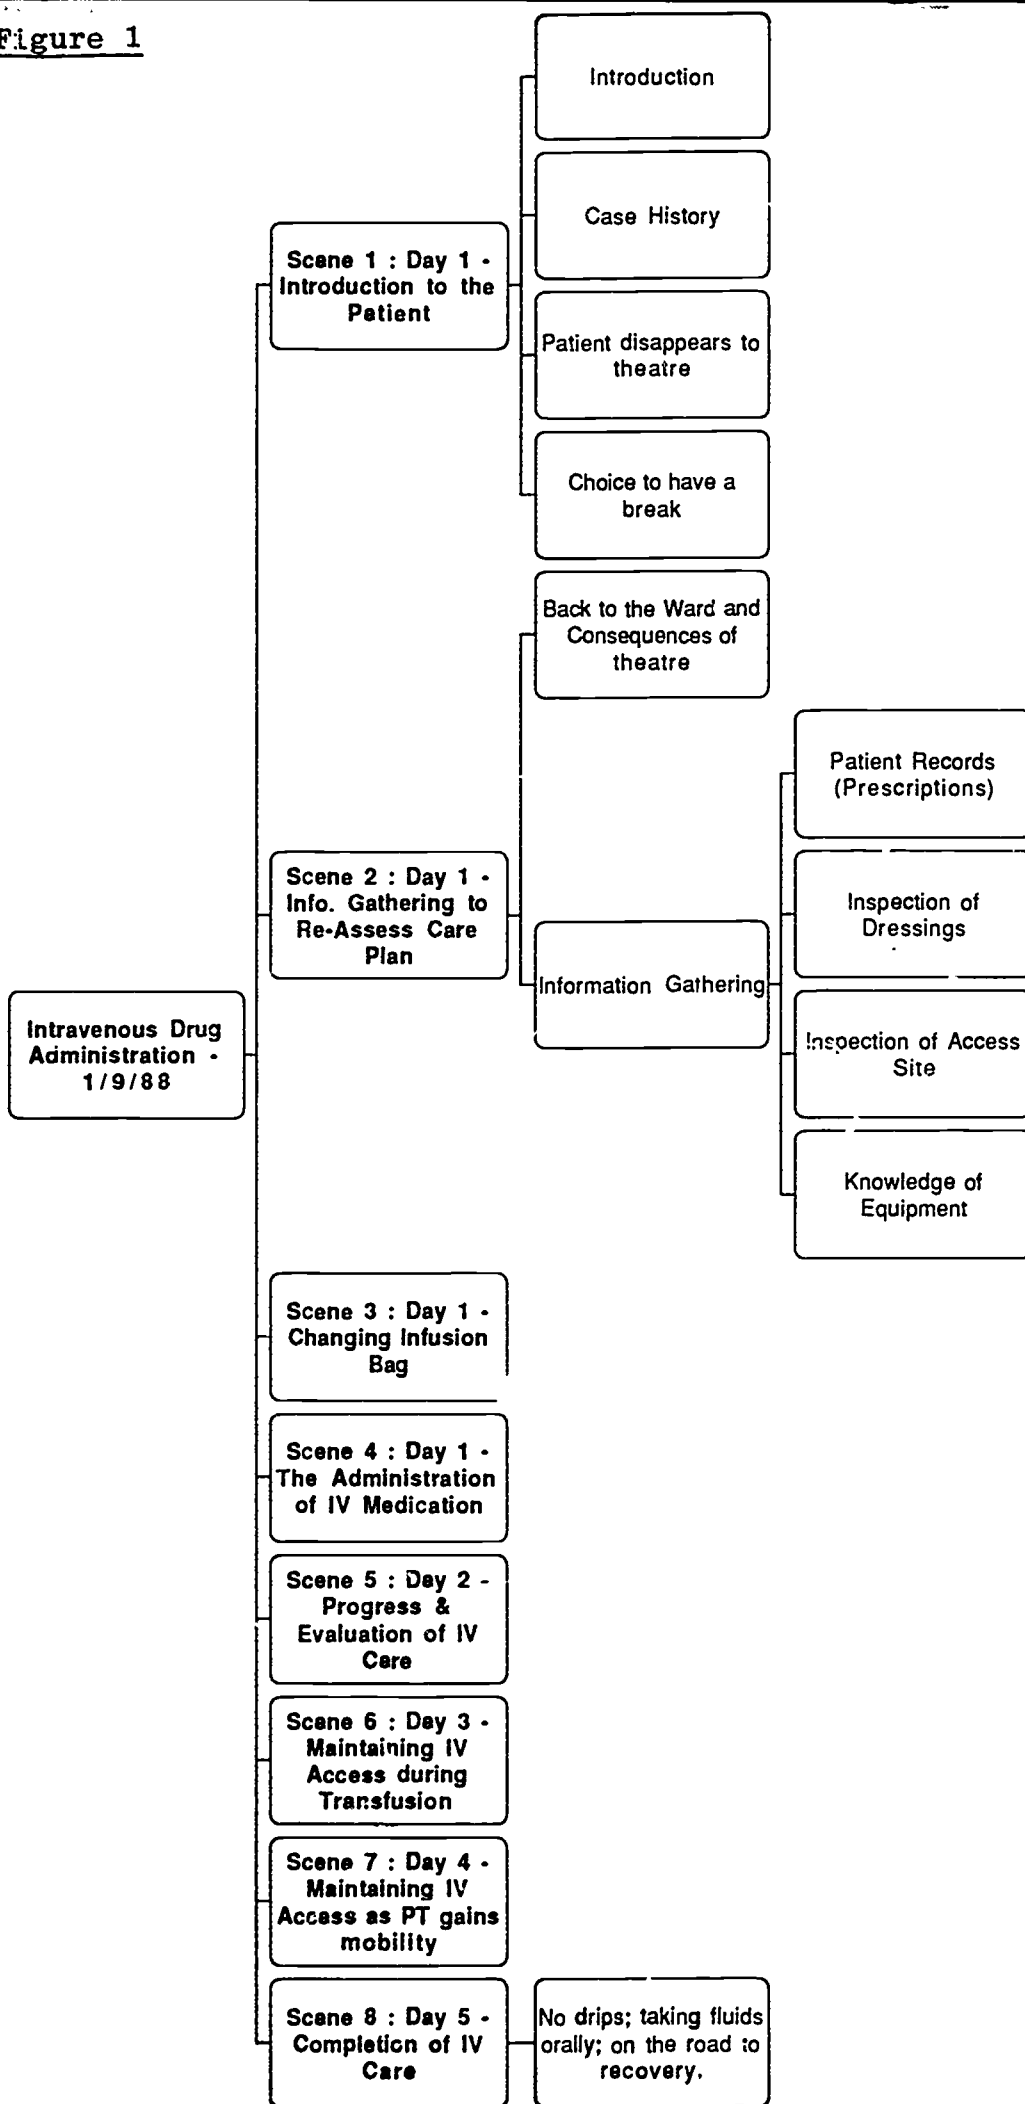 Figure 1
Introduction
Case History
Scene 1 : Day 1 -
Introduction to the
Patient
Patient disappears to
theatre
Choice to have a
break
Back to the Ward and
Consequences of
theatre
Patient Records
(Prescriptions)
Scene 2 : Day 1 -
Info. Gathering to
Re-Assess Care
Plan
Inspection of
Dressings
Information Gathering
Intravenous Drug
Administration -
1/9/88
Inspection of Access
Site
Knowledge of
Equipment
Scene 3 : Day 1 -
Changing Infusion
Bag
Scene 4 : Day 1 -
The Administration
of IV Medication
Scene 5 : Day 2 -
Progress &
Evaluation of IV
Care
Scene 6 : Day 3 -
Maintaining IV
Access during
Transfusion
Scene 7 : Day 4 -
Maintaining IV
Access as PT gains
mobility
Scene 8 : Day 5 -
Completion of IV
Care
No drips; taking fluids
orally; on the road to
recovery.